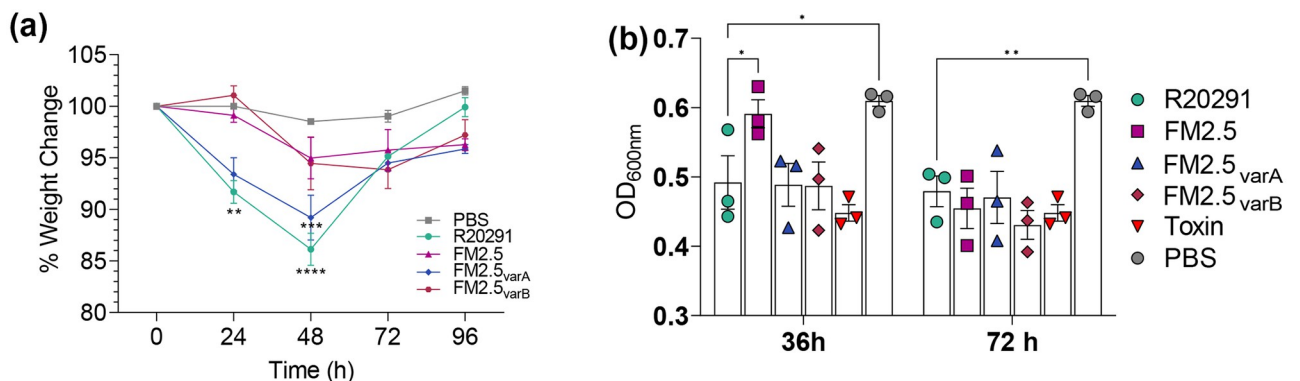 (a)
105
100
95
90
85
80
% Weight Change
**
***
****
PBS
R20291
FM2.5
FM2.5varA
FM2.5varB
0 24 48 72 96
Time (h)
(b)
0.7
0.6
0.5
0.4
0.3
OD600nm
*
*
**
36h 72 h
R20291
FM2.5
FM2.5varA
FM2.5varB
Toxin
PBS